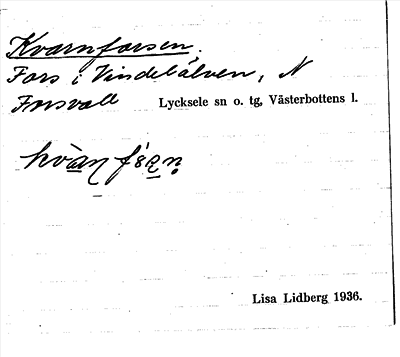 Kvarnforsen.
Fors i Vindelälven, N
Forsvall Lycksele sn o. tg, Västerbottens l.
Lisa Lidberg 1936.